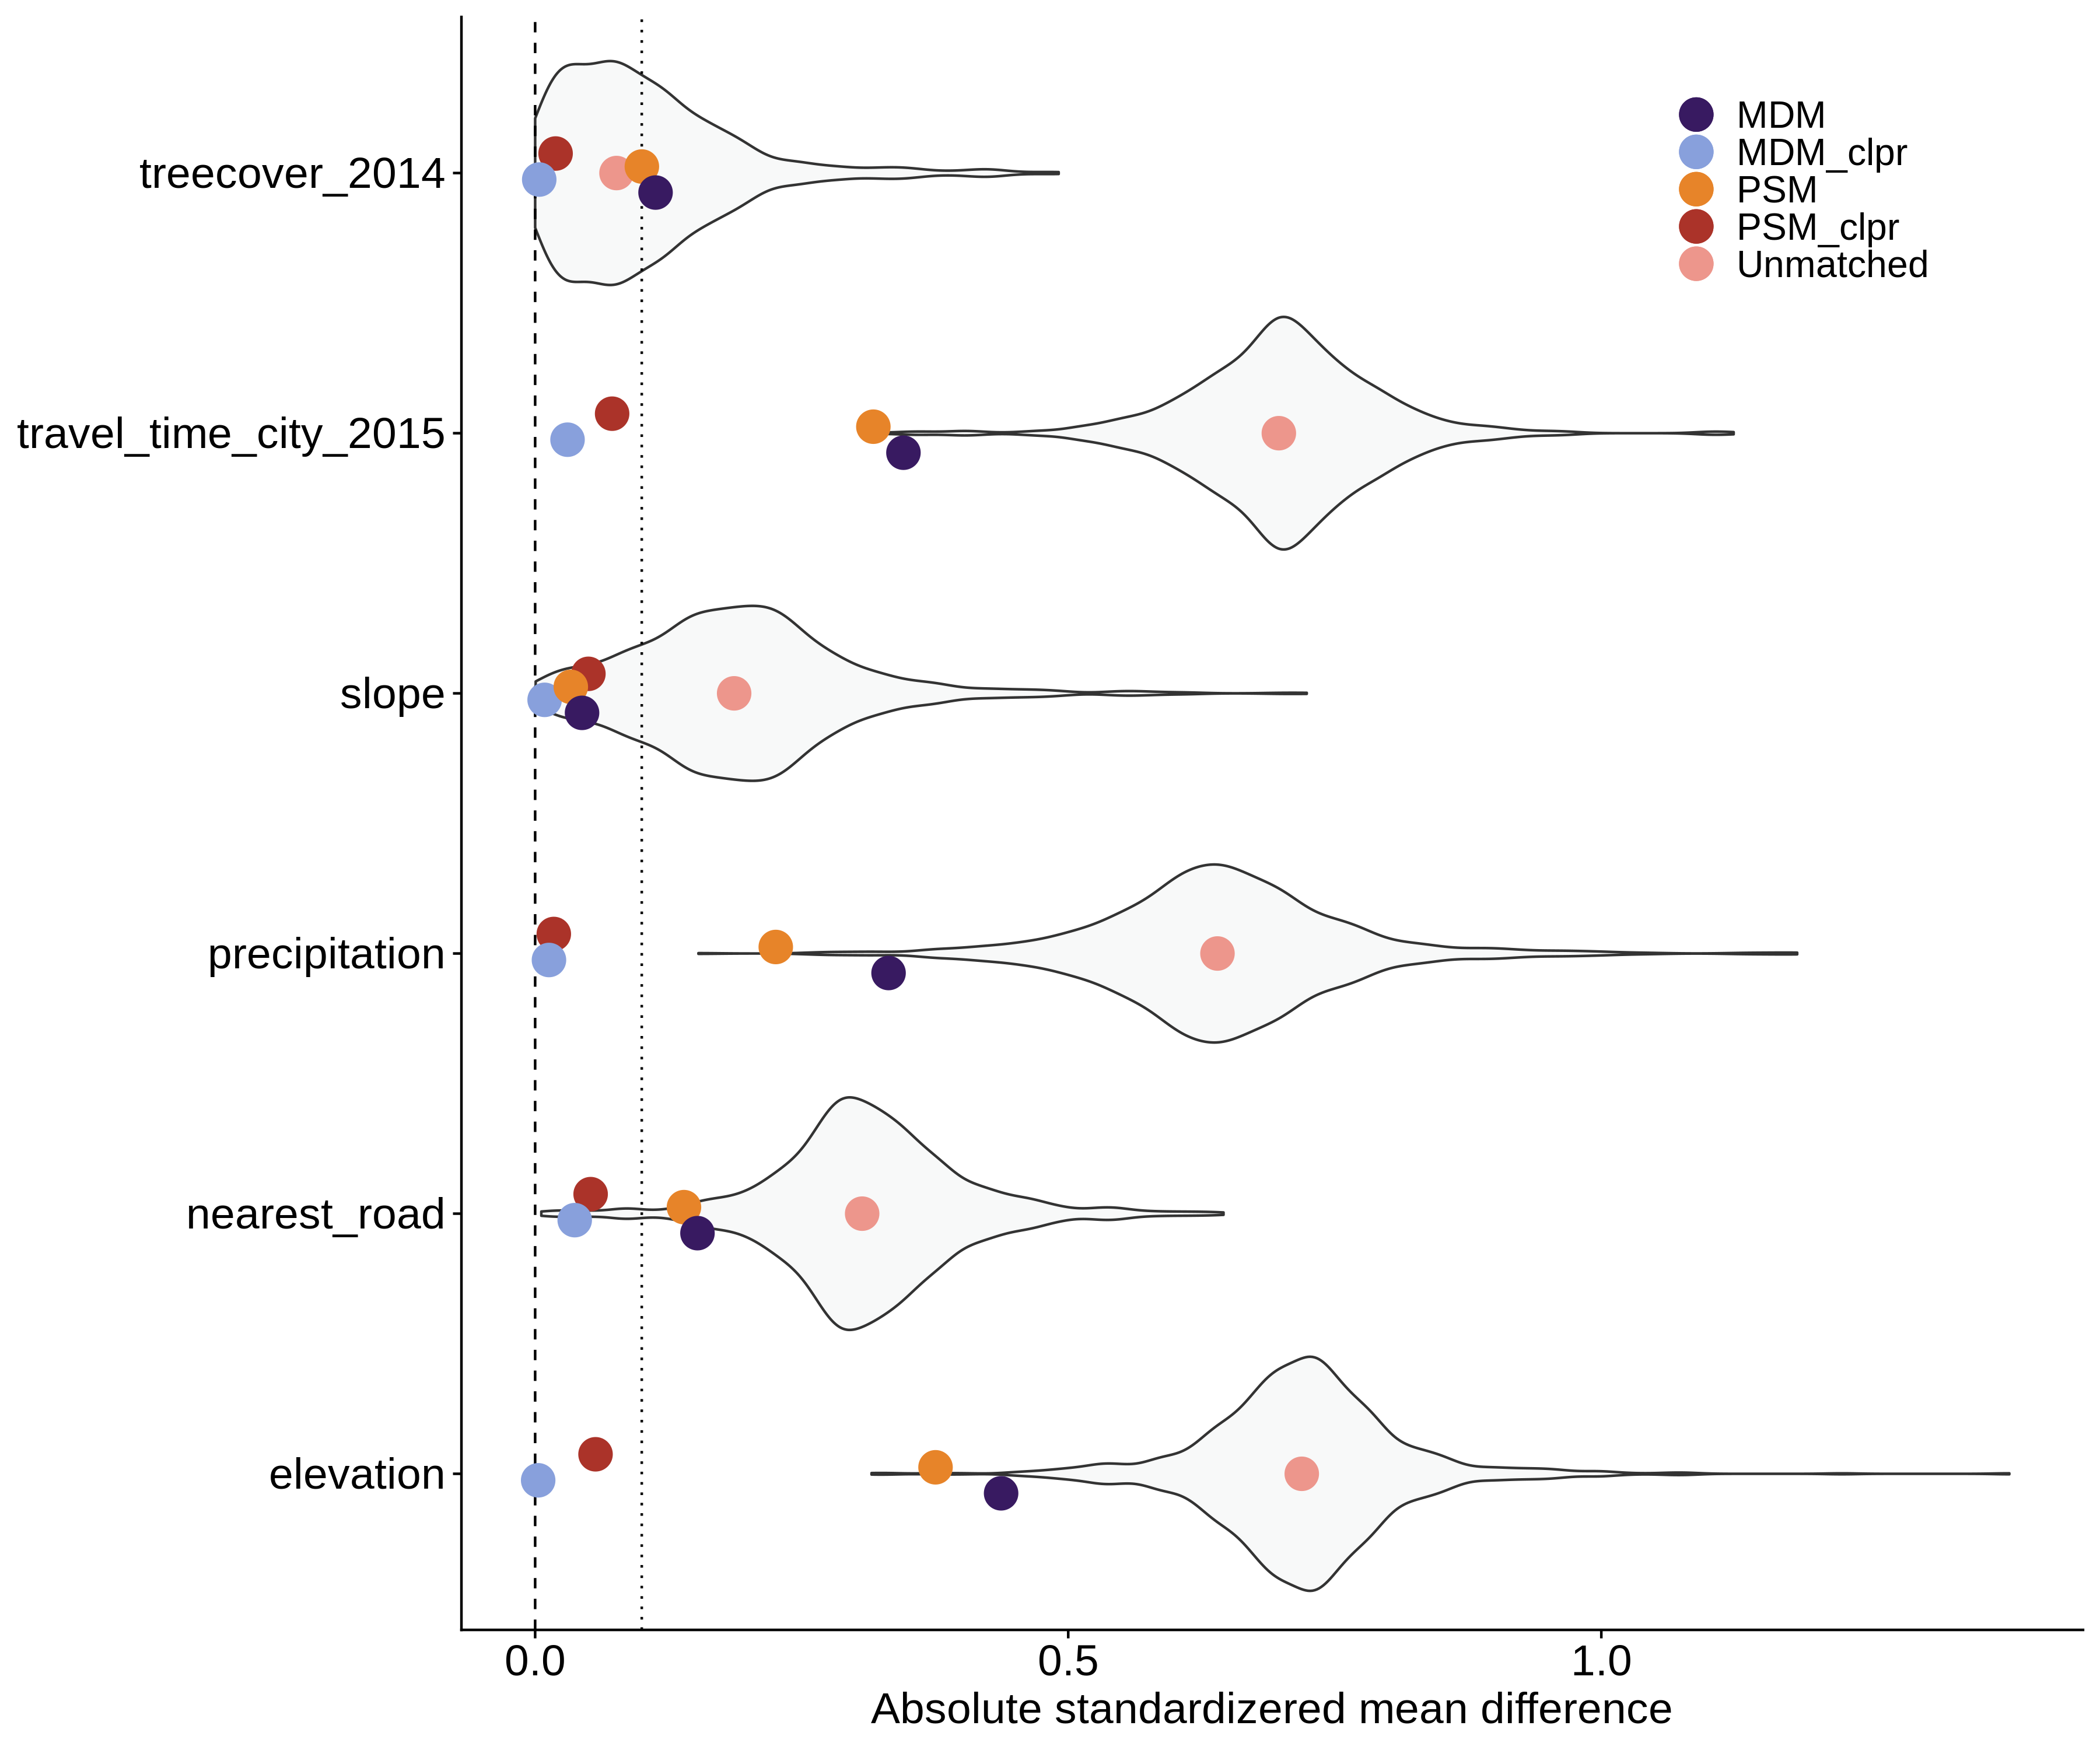 treecover_2014
travel_time_city_2015
slope
precipitation
nearest_road
elevation
MDM
MDM_clpr
PSM
PSM_clpr
Unmatched
0.0 0.5 1.0
Absolute standardizered mean difference